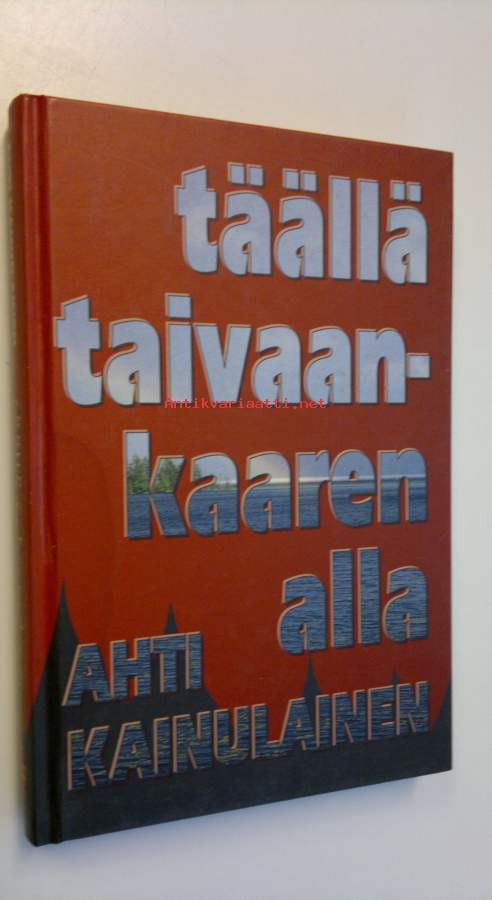 täällä
taivaan-
Antikvariaatti.net
kaaren
alla
AHTI
KAINULAINEN